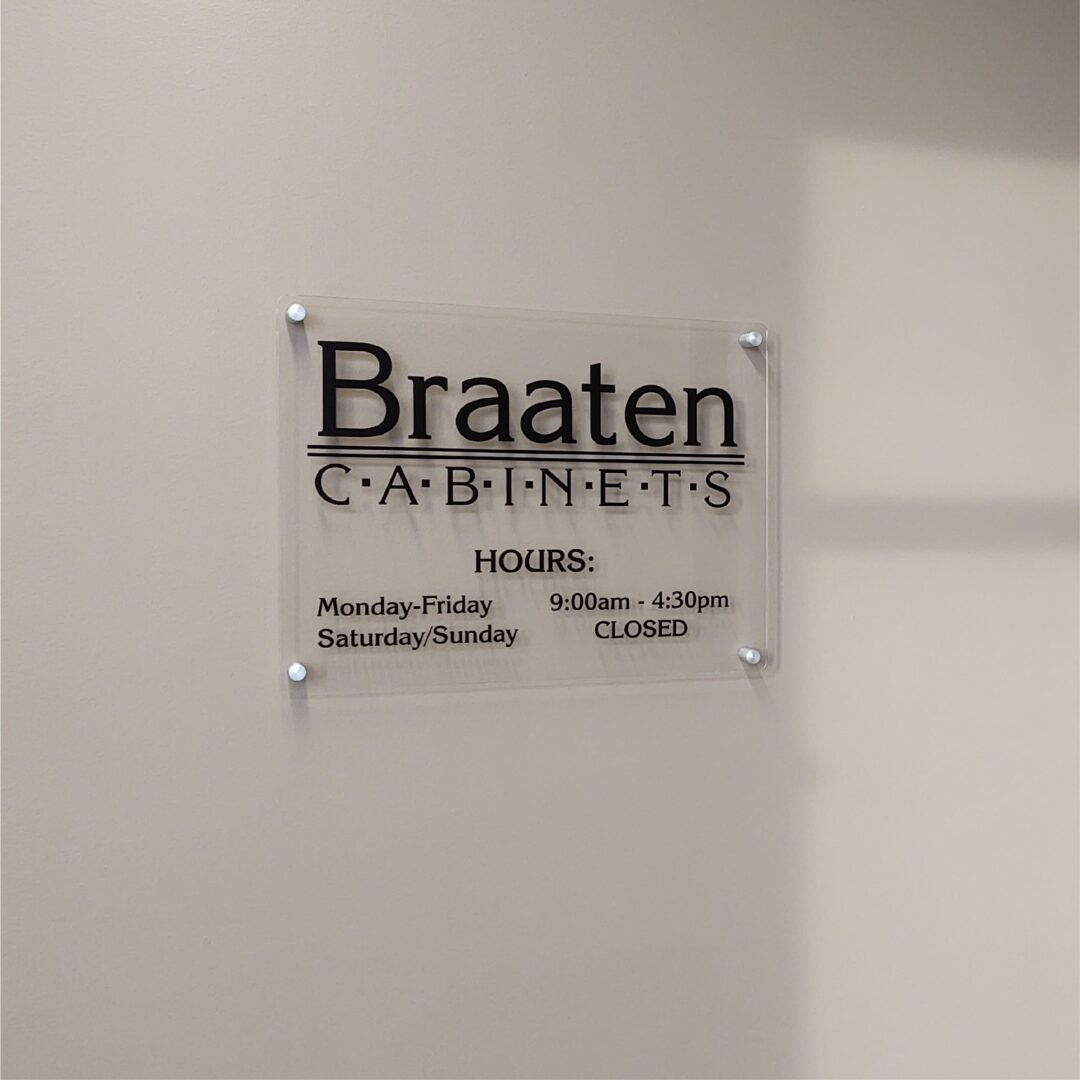 Braaten
C·A·B·I·N·E·T·S
HOURS:
Monday-Friday 9:00am - 4:30pm
Saturday/Sunday CLOSED